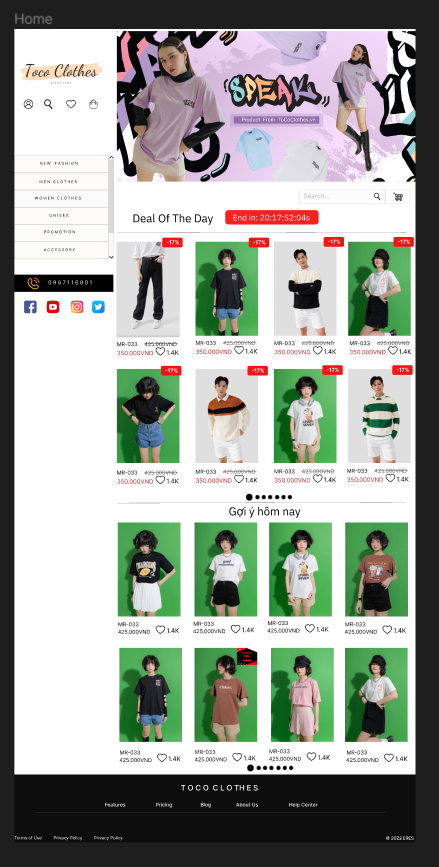 Home
Toco Clothes
SPEAK
Product From ToCoClothes.vn
NEW FASHION
MEN CLOTHES
WOMEN CLOTHES
UNISEX
PROMOTION
ACCESSORY
0867116801
Search...
Deal Of The Day
End in: 20:17:52:04s
-17%
-17%
-17%
-17%
MR-033 425.000VND
350.000VND 1.4K
MR-033 425.000VND
350.000VND 1.4K
MR-033 425.000VND
350.000VND 1.4K
MR-033 425.000VND
350.000VND 1.4K
-17%
-17%
-17%
-17%
MR-033 425.000VND
350.000VND 1.4K
MR-033 425.000VND
350.000VND 1.4K
MR-033 425.000VND
350.000VND 1.4K
MR-033 425.000VND
350.000VND 1.4K
Gợi ý hôm nay
MR-033
425.000VND 1.4K
MR-033
425.000VND 1.4K
MR-033
425.000VND 1.4K
MR-033
425.000VND 1.4K
MR-033
425.000VND 1.4K
MR-033
425.000VND 1.4K
MR-033
425.000VND 1.4K
MR-033
425.000VND 1.4K
TOCO CLOTHES
Features Pricing Blog About Us Help Center
Terms of Use Privacy Policy Privacy Policy
© 2022 ERES